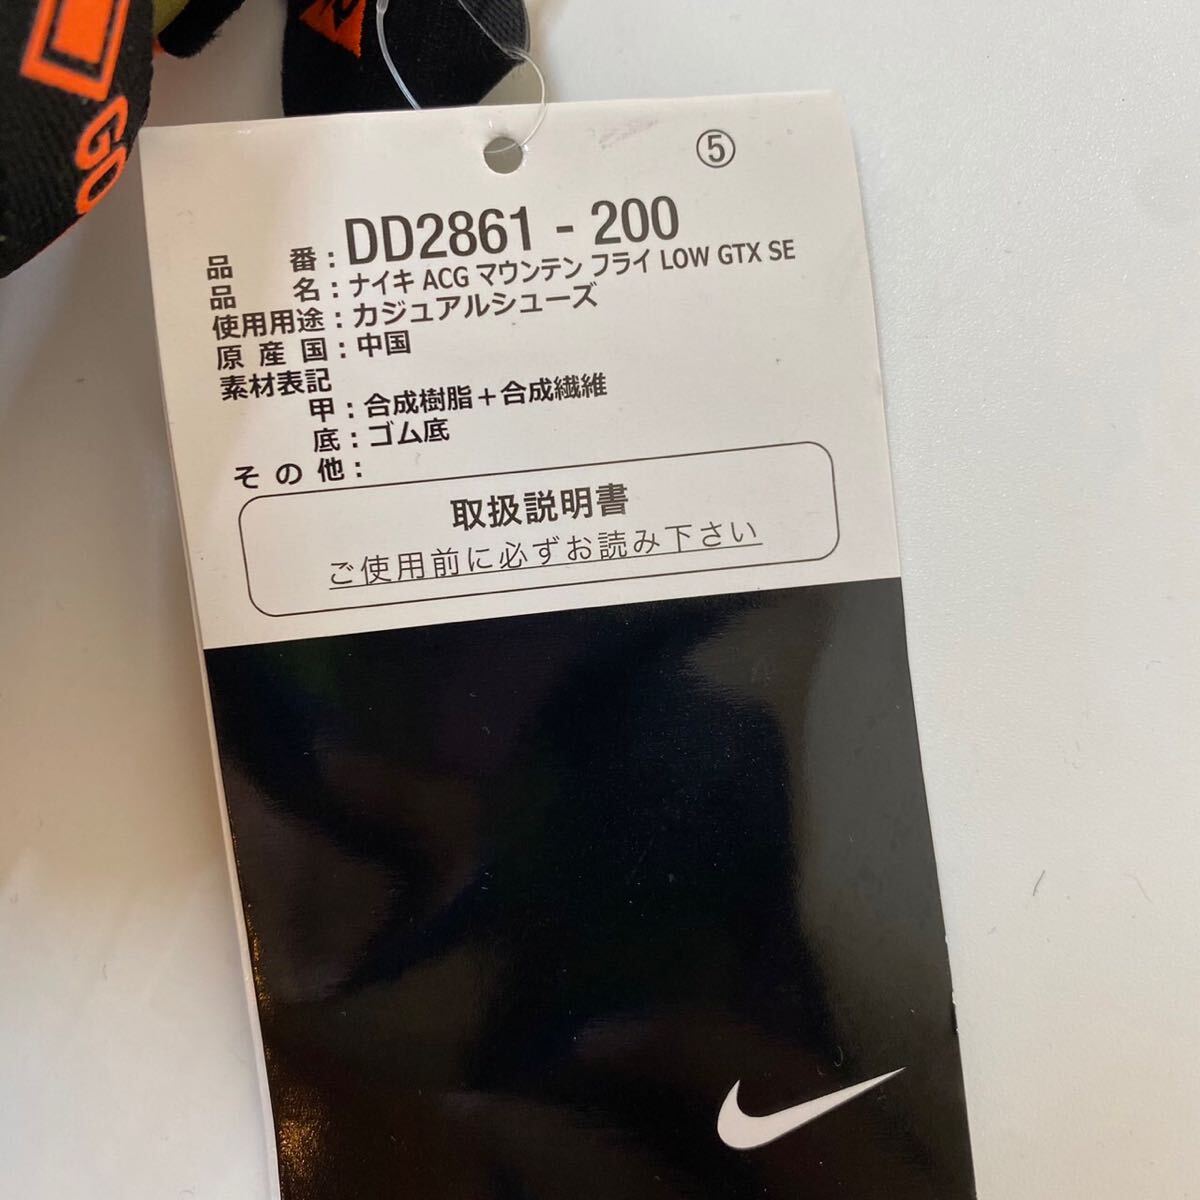 GO
⑤
品 番：DD2861 - 200
品 名：ナイキ ACG マウンテン フライ LOW GTX SE
使用用途：カジュアルシューズ
原 産 国：中国
素材表記
甲：合成樹脂＋合成繊維
底：ゴム底
そ の 他：
取扱説明書
ご使用前に必ずお読み下さい